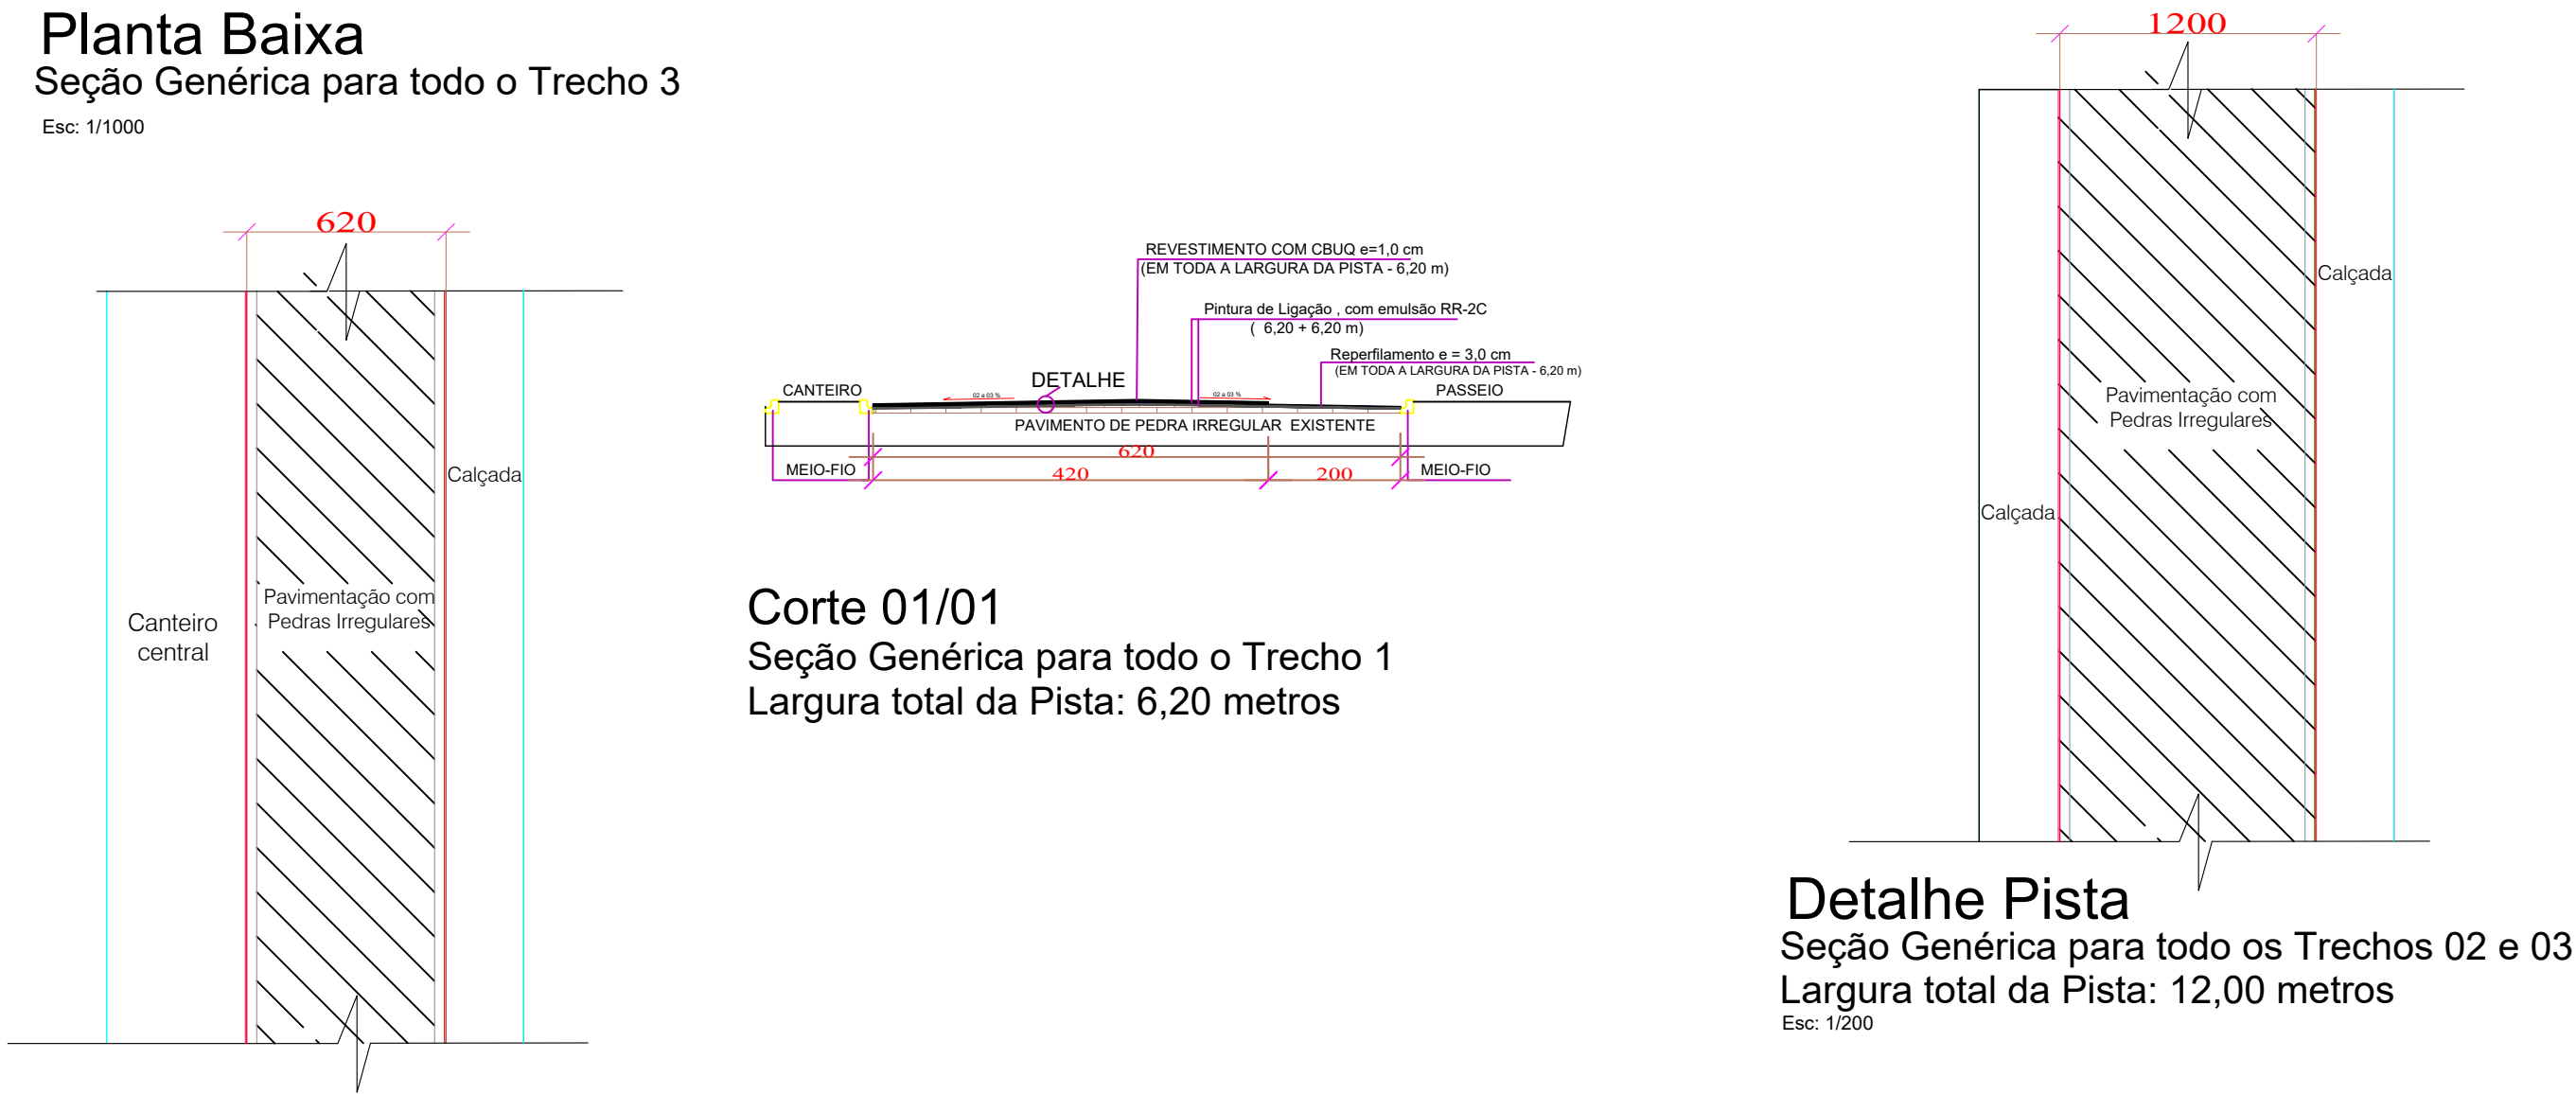 Planta Baixa
Seção Genérica para todo o Trecho 3
Esc: 1/1000
620
Canteiro
central
Pavimentação com
Pedras Irregulares
Calçada
REVESTIMENTO COM CBUQ e=1,0 cm
(EM TODA A LARGURA DA PISTA - 6,20 m)
Pintura de Ligação , com emulsão RR-2C
( 6,20 + 6,20 m)
Reperfilamento e = 3,0 cm
(EM TODA A LARGURA DA PISTA - 6,20 m)
DETALHE
CANTEIRO
02 a 03 %
02 a 03 %
PASSEIO
PAVIMENTO DE PEDRA IRREGULAR EXISTENTE
620
MEIO-FIO
420
200
MEIO-FIO
Corte 01/01
Seção Genérica para todo o Trecho 1
Largura total da Pista: 6,20 metros
1200
Calçada
Pavimentação com
Pedras Irregulares
Calçada
Detalhe Pista
Seção Genérica para todo os Trechos 02 e 03
Largura total da Pista: 12,00 metros
Esc: 1/200